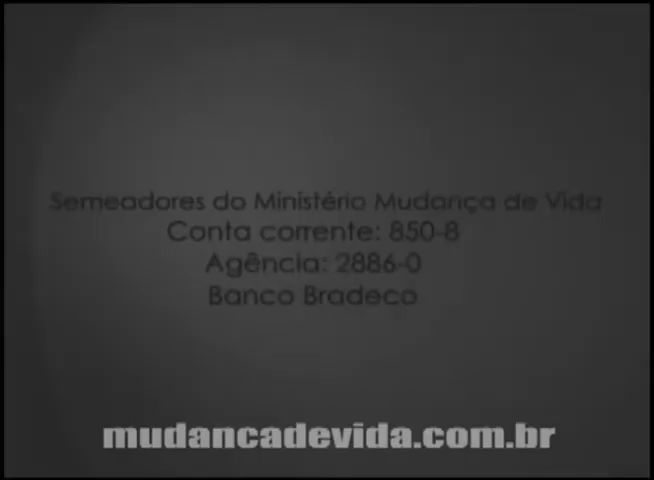 Semeadores do Ministério Mudança de Vida
Conta corrente: 850-8
Agência: 2886-0
Banco Bradeco
mudancadevida.com.br